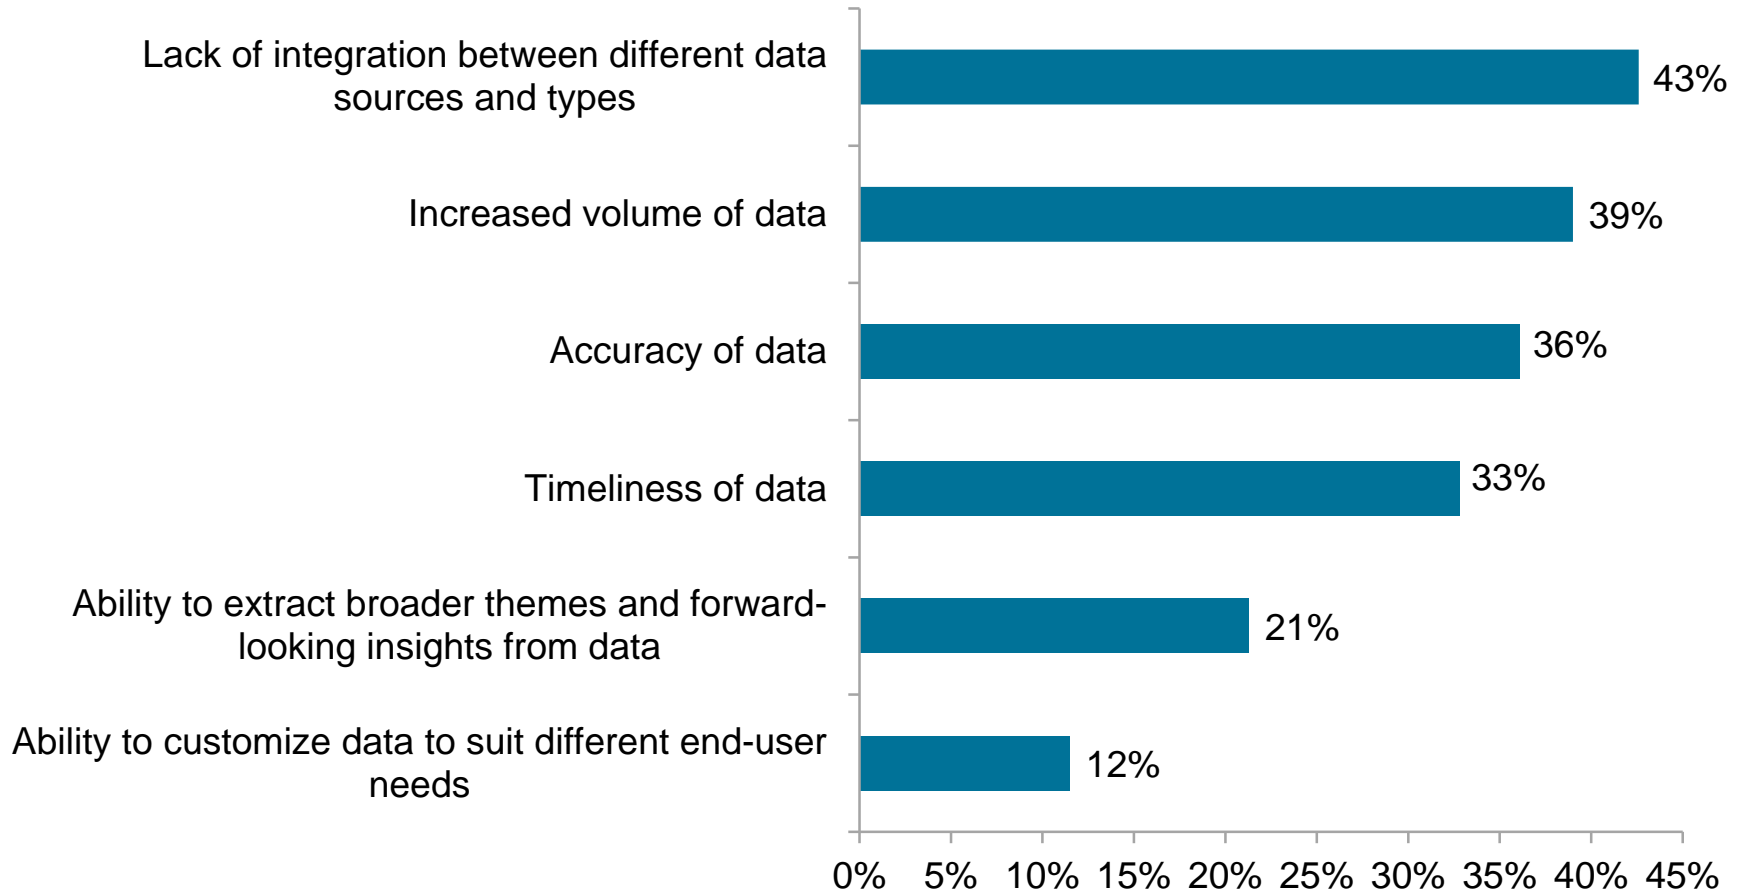 Lack of integration between different data
sources and types
43%
Increased volume of data
39%
Accuracy of data
36%
Timeliness of data
33%
Ability to extract broader themes and forward-
looking insights from data
21%
Ability to customize data to suit different end-user
needs
12%
0% 5% 10% 15% 20% 25% 30% 35% 40% 45%